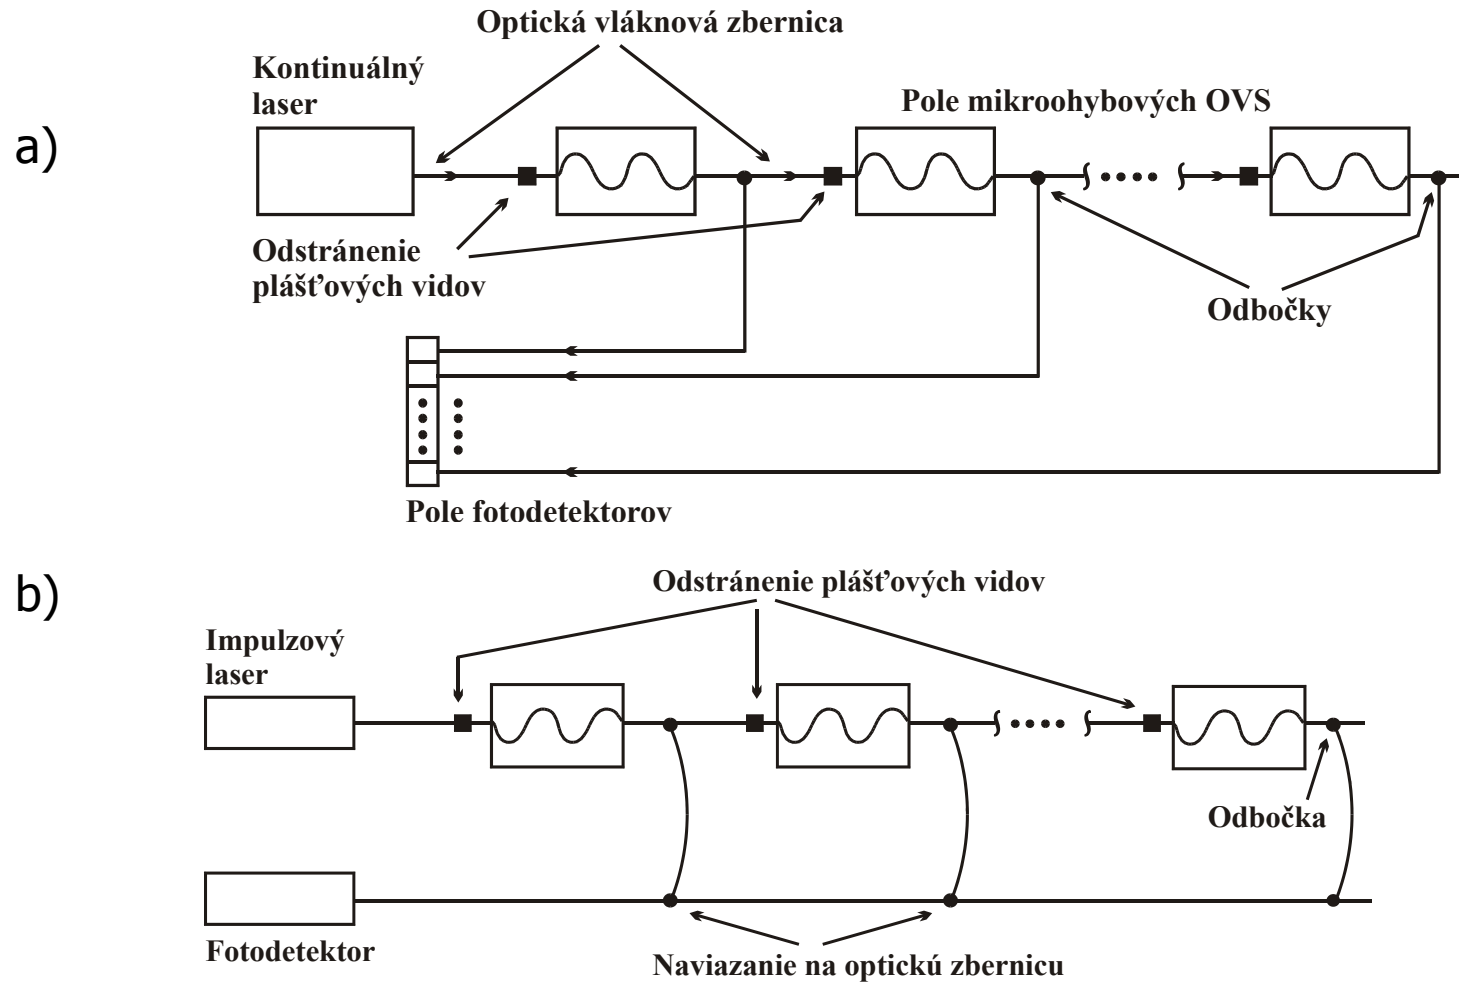 Optická vláknová zbernica
Kontinuálný
laser
Pole mikroohybových OVS
a)
Odstránenie
plášťových vidov
Odbočky
Pole fotodetektorov
b)
Odstránenie plášťových vidov
Impulzový
laser
Odbočka
Fotodetektor
Naviazanie na optickú zbernicu